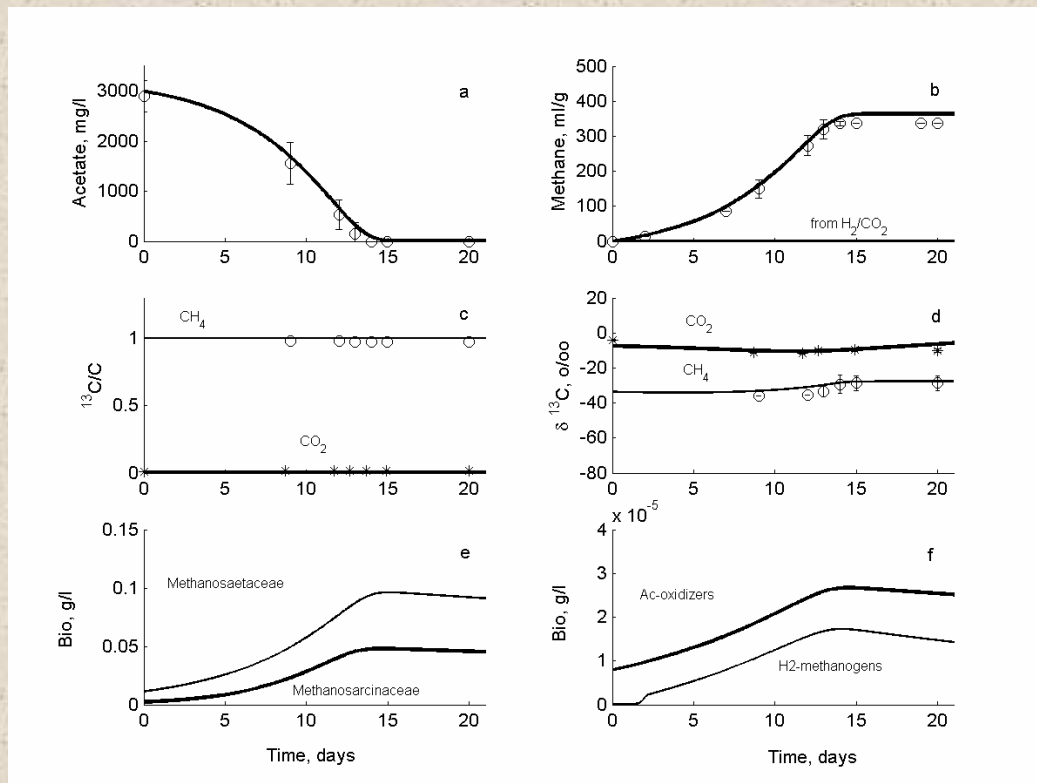 a
Acetate, mg/l
3000
2000
1000
0
0 5 10 15 20
b
Methane, ml/g
500
400
300
200
100
0
from H₂/CO₂
0 5 10 15 20
c
¹³C/C
CH₄
1
0.5
CO₂
0
0 5 10 15 20
d
δ ¹³C, o/oo
20
0
-20
-40
-60
-80
CO₂
CH₄
0 5 10 15 20
e
Bio, g/l
0.15
0.1
0.05
0
Methanosaetaceae
Methanosarcinaceae
0 5 10 15 20
Time, days
f
x 10⁻⁵
Bio, g/l
4
3
2
1
0
Ac-oxidizers
H2-methanogens
0 5 10 15 20
Time, days